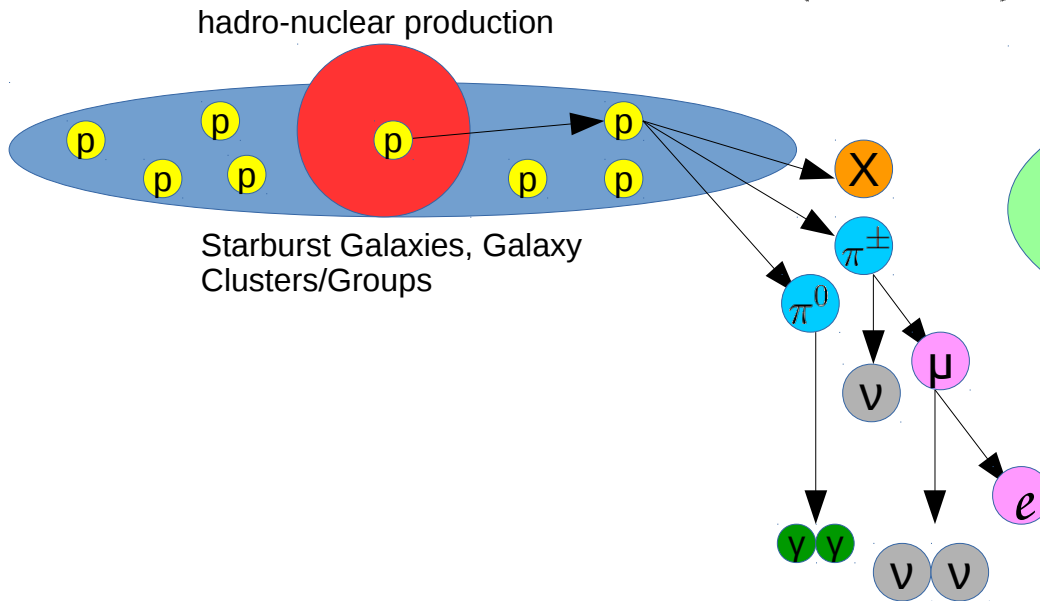 hadro-nuclear production
p
p
p
p
p
p
p
p
X
Starburst Galaxies, Galaxy
Clusters/Groups
π±
π0
μ
ν
e
γ γ
ν ν